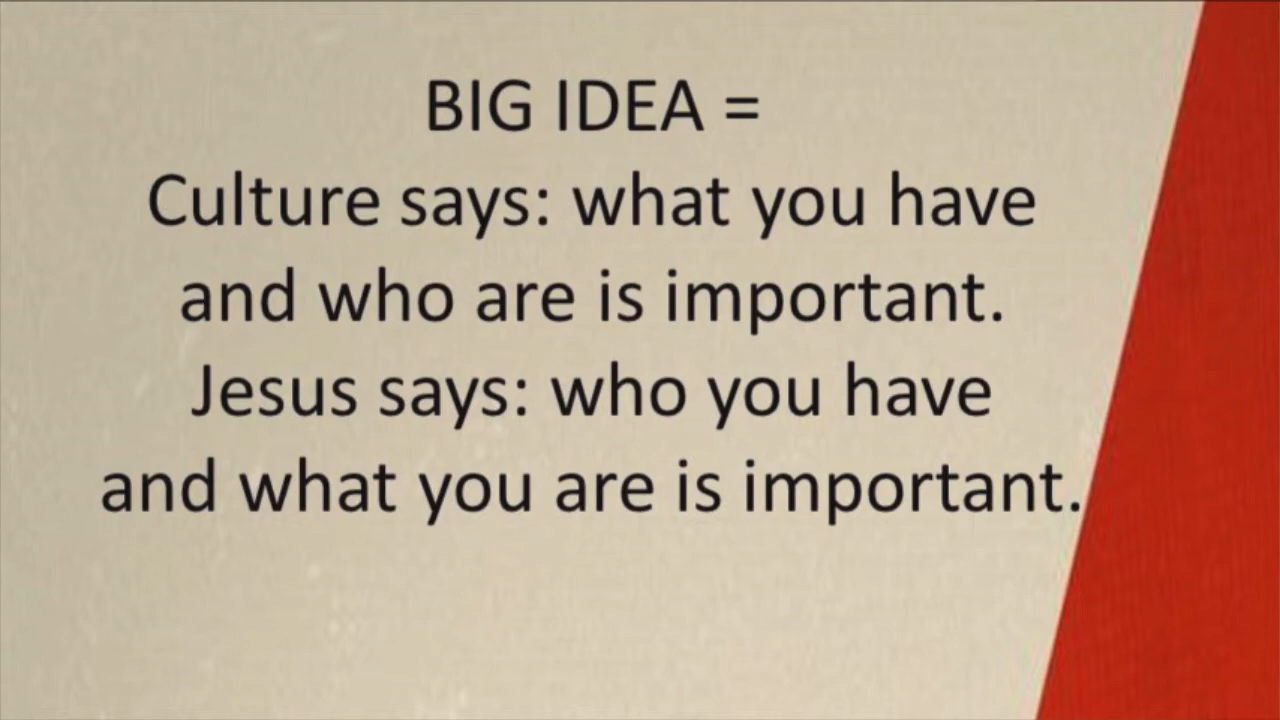 BIG IDEA =
Culture says: what you have
and who are is important.
Jesus says: who you have
and what you are is important.